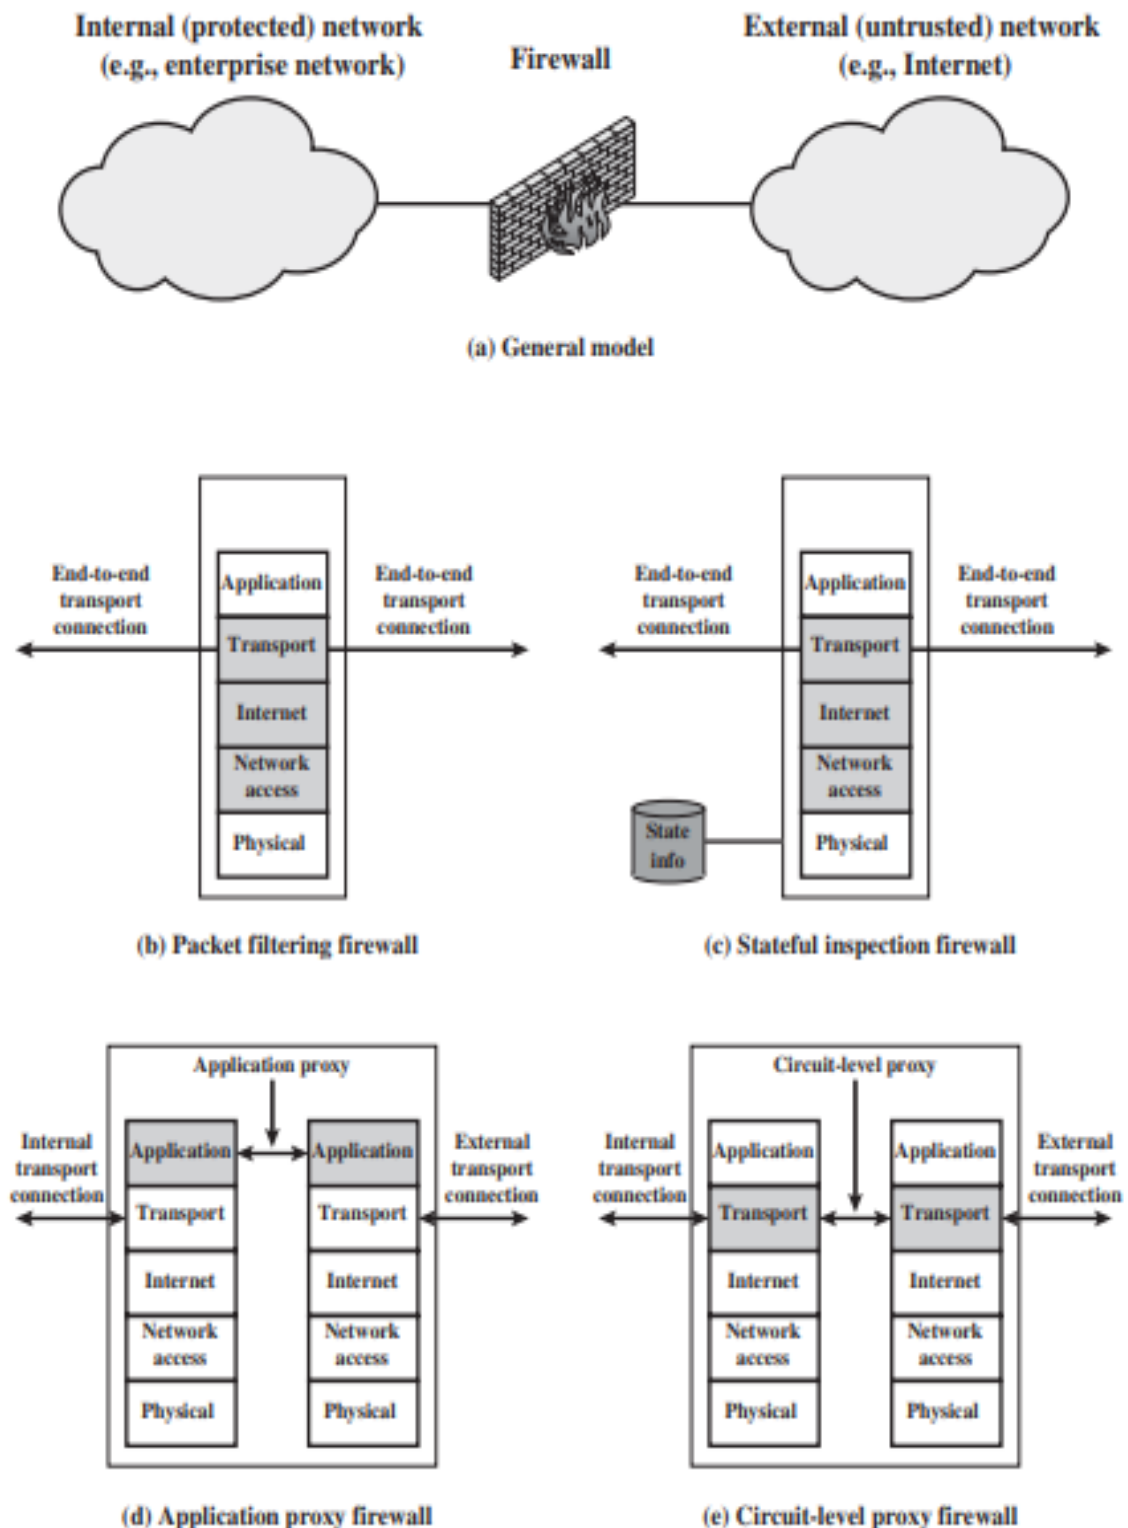 Internal (protected) network
(e.g., enterprise network)
Firewall
External (untrusted) network
(e.g., Internet)
(a) General model
End-to-end
transport
connection
Application
Transport
Internet
Network
access
Physical
End-to-end
transport
connection
(b) Packet filtering firewall
End-to-end
transport
connection
Application
Transport
Internet
Network
access
Physical
End-to-end
transport
connection
State
info
(c) Stateful inspection firewall
Application proxy
Internal
transport
connection
Application
Transport
Internet
Network
access
Physical
Application
Transport
Internet
Network
access
Physical
External
transport
connection
(d) Application proxy firewall
Circuit-level proxy
Internal
transport
connection
Application
Transport
Internet
Network
access
Physical
Application
Transport
Internet
Network
access
Physical
External
transport
connection
(e) Circuit-level proxy firewall